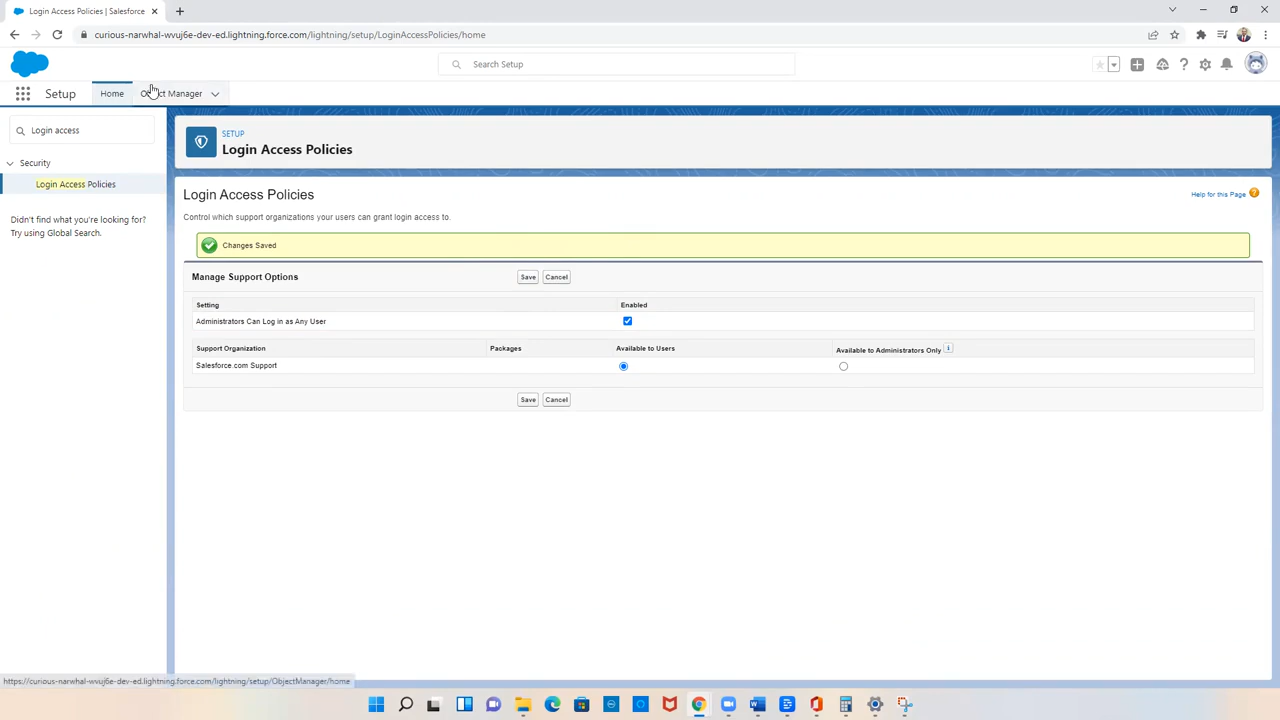 Login Access Policies | Salesforce
curious-narwhal-wvuj6e-dev-ed.lightning.force.com/lightning/setup/LoginAccessPolicies/home
Search Setup
Setup
Home
Object Manager
Login access
Security
Login Access Policies
Didn't find what you're looking for?
Try using Global Search.
SETUP
Login Access Policies
Login Access Policies
Help for this Page
Control which support organizations your users can grant login access to.
Changes Saved
Manage Support Options Save Cancel
Setting Enabled
Administrators Can Log in as Any User
Support Organization Packages Available to Users Available to Administrators Only
Salesforce.com Support
Save Cancel
https://curious-narwhal-wvuj6e-dev-ed.lightning.force.com/lightning/setup/ObjectManager/home